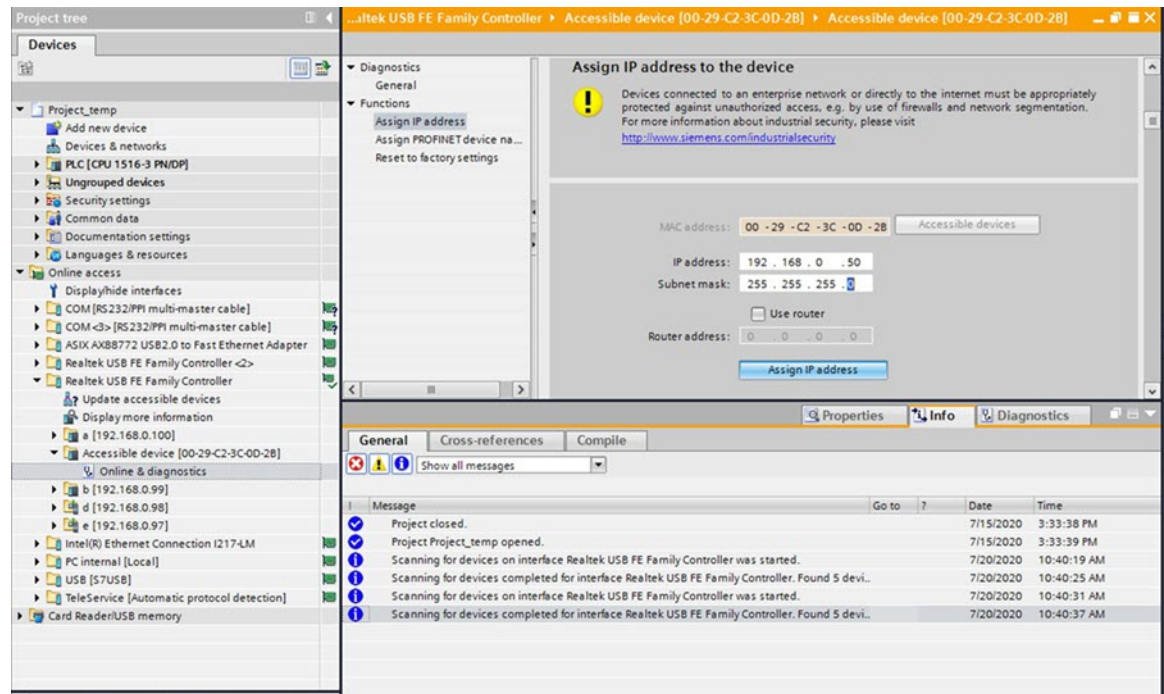 Project tree
Devices
Project_temp
Add new device
Devices & networks
PLC [CPU 1516-3 PN/DP]
Ungrouped devices
Security settings
Common data
Documentation settings
Languages & resources
Online access
Display/hide interfaces
COM [RS232/PPI multi-master cable]
COM <3> [RS232/PPI multi-master cable]
ASIX AX88772 USB2.0 to Fast Ethernet Adapter
Realtek USB FE Family Controller <2>
Realtek USB FE Family Controller
Update accessible devices
Display more information
a [192.168.0.100]
Accessible device [00-29-C2-3C-0D-2B]
Online & diagnostics
b [192.168.0.99]
d [192.168.0.98]
e [192.168.0.97]
Intel(R) Ethernet Connection I217-LM
PC internal [Local]
USB [S7USB]
TeleService [Automatic protocol detection]
Card Reader/USB memory
...altek USB FE Family Controller ▸ Accessible device [00-29-C2-3C-0D-2B] ▸ Accessible device [00-29-C2-3C-0D-2B]
Diagnostics
General
Functions
Assign IP address
Assign PROFINET device na...
Reset to factory settings
Assign IP address to the device
Devices connected to an enterprise network or directly to the internet must be appropriately
protected against unauthorized access, e.g. by use of firewalls and network segmentation.
For more information about industrial security, please visit
http://www.siemens.com/industrialsecurity
MAC address: 00 -29 -C2 -3C -0D -2B Accessible devices
IP address: 192 . 168 . 0 . 50
Subnet mask: 255 . 255 . 255 . 0
Use router
Router address: 0 . 0 . 0 . 0
Assign IP address
Properties Info Diagnostics
General Cross-references Compile
Show all messages
! Message Go to ? Date Time
Project closed. 7/15/2020 3:33:38 PM
Project Project_temp opened. 7/15/2020 3:33:39 PM
Scanning for devices on interface Realtek USB FE Family Controller was started. 7/20/2020 10:40:19 AM
Scanning for devices completed for interface Realtek USB FE Family Controller. Found 5 devi... 7/20/2020 10:40:25 AM
Scanning for devices on interface Realtek USB FE Family Controller was started. 7/20/2020 10:40:31 AM
Scanning for devices completed for interface Realtek USB FE Family Controller. Found 5 devi... 7/20/2020 10:40:37 AM